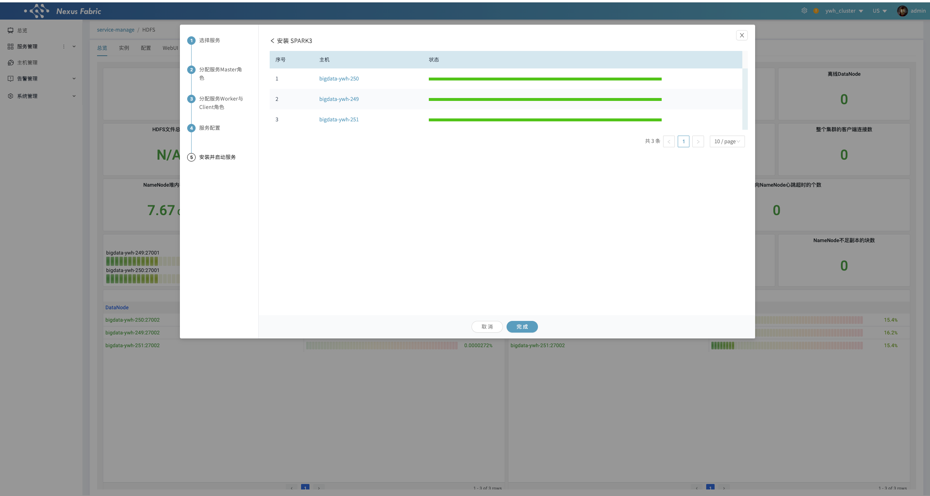 Nexus Fabric
ywh_cluster
US
admin
总览
服务管理
主机管理
告警管理
系统管理
service-manage / HDFS
总览
实例
配置
WebUI
1 选择服务
2 分配服务Master角
色
3 分配服务Worker与
Client角色
4 服务配置
5 安装并启动服务
< 安装 SPARK3
序号
主机
状态
1
bigdata-ywh-250
2
bigdata-ywh-249
3
bigdata-ywh-251
共 3 条
1
10 / page
取 消
完 成
离线DataNode
0
HDFS文件总
N/A
整个集群的客户端连接数
0
NameNode堆内
7.67
NameNode心跳超时的个数
0
NameNode不足副本的块数
0
bigdata-ywh-249:27001
bigdata-ywh-250:27001
DataNode
bigdata-ywh-250:27002
15.4%
bigdata-ywh-249:27002
16.2%
bigdata-ywh-251:27002
0.0000272%
bigdata-ywh-251:27002
15.4%
1
1 - 3 of 3 rows
1
1 - 3 of 3 rows